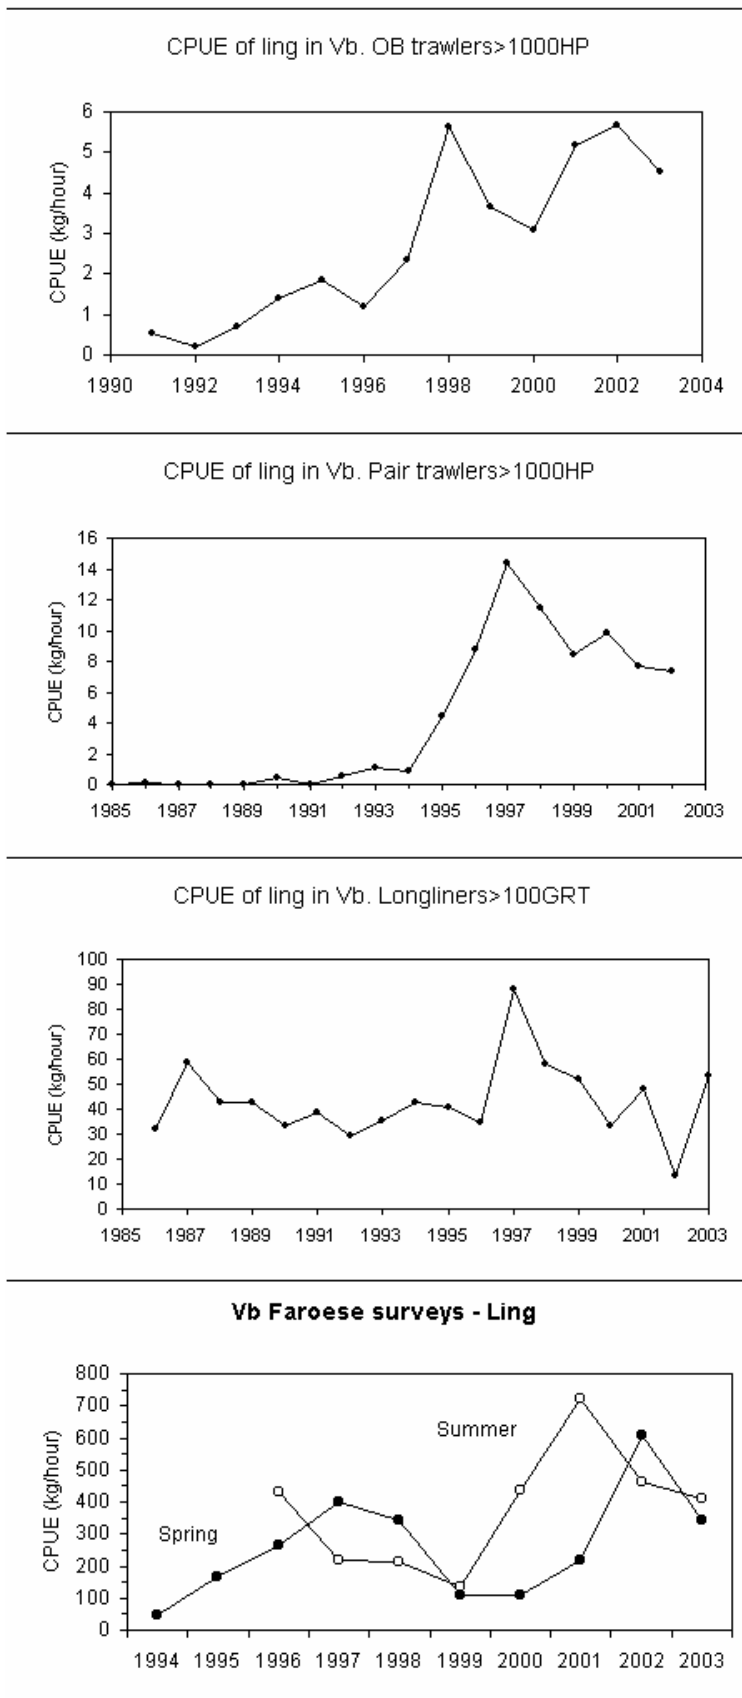 CPUE of ling in Vb. OB trawlers>1000HP
6
5
4
3
2
1
0
CPUE (kg/hour)
1990 1992 1994 1996 1998 2000 2002 2004
CPUE of ling in Vb. Pair trawlers>1000HP
16
14
12
10
8
6
4
2
0
CPUE (kg/hour)
1985 1987 1989 1991 1993 1995 1997 1999 2001 2003
CPUE of ling in Vb. Longliners>100GRT
100
90
80
70
60
50
40
30
20
10
0
CPUE (kg/hour)
1985 1987 1989 1991 1993 1995 1997 1999 2001 2003
Vb Faroese surveys - Ling
800
700
600
500
400
300
200
100
0
CPUE (kg/hour)
Summer
Spring
1994 1995 1996 1997 1998 1999 2000 2001 2002 2003